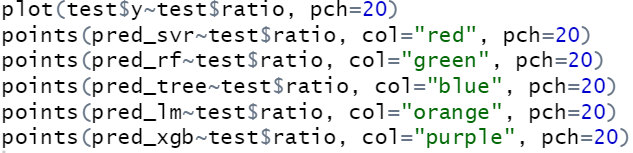 plot(test$y~test$ratio, pch=20)
points(pred_svr~test$ratio, col="red", pch=20)
points(pred_rf~test$ratio, col="green", pch=20)
points(pred_tree~test$ratio, col="blue", pch=20)
points(pred_lm~test$ratio, col="orange", pch=20)
points(pred_xgb~test$ratio, col="purple", pch=20)